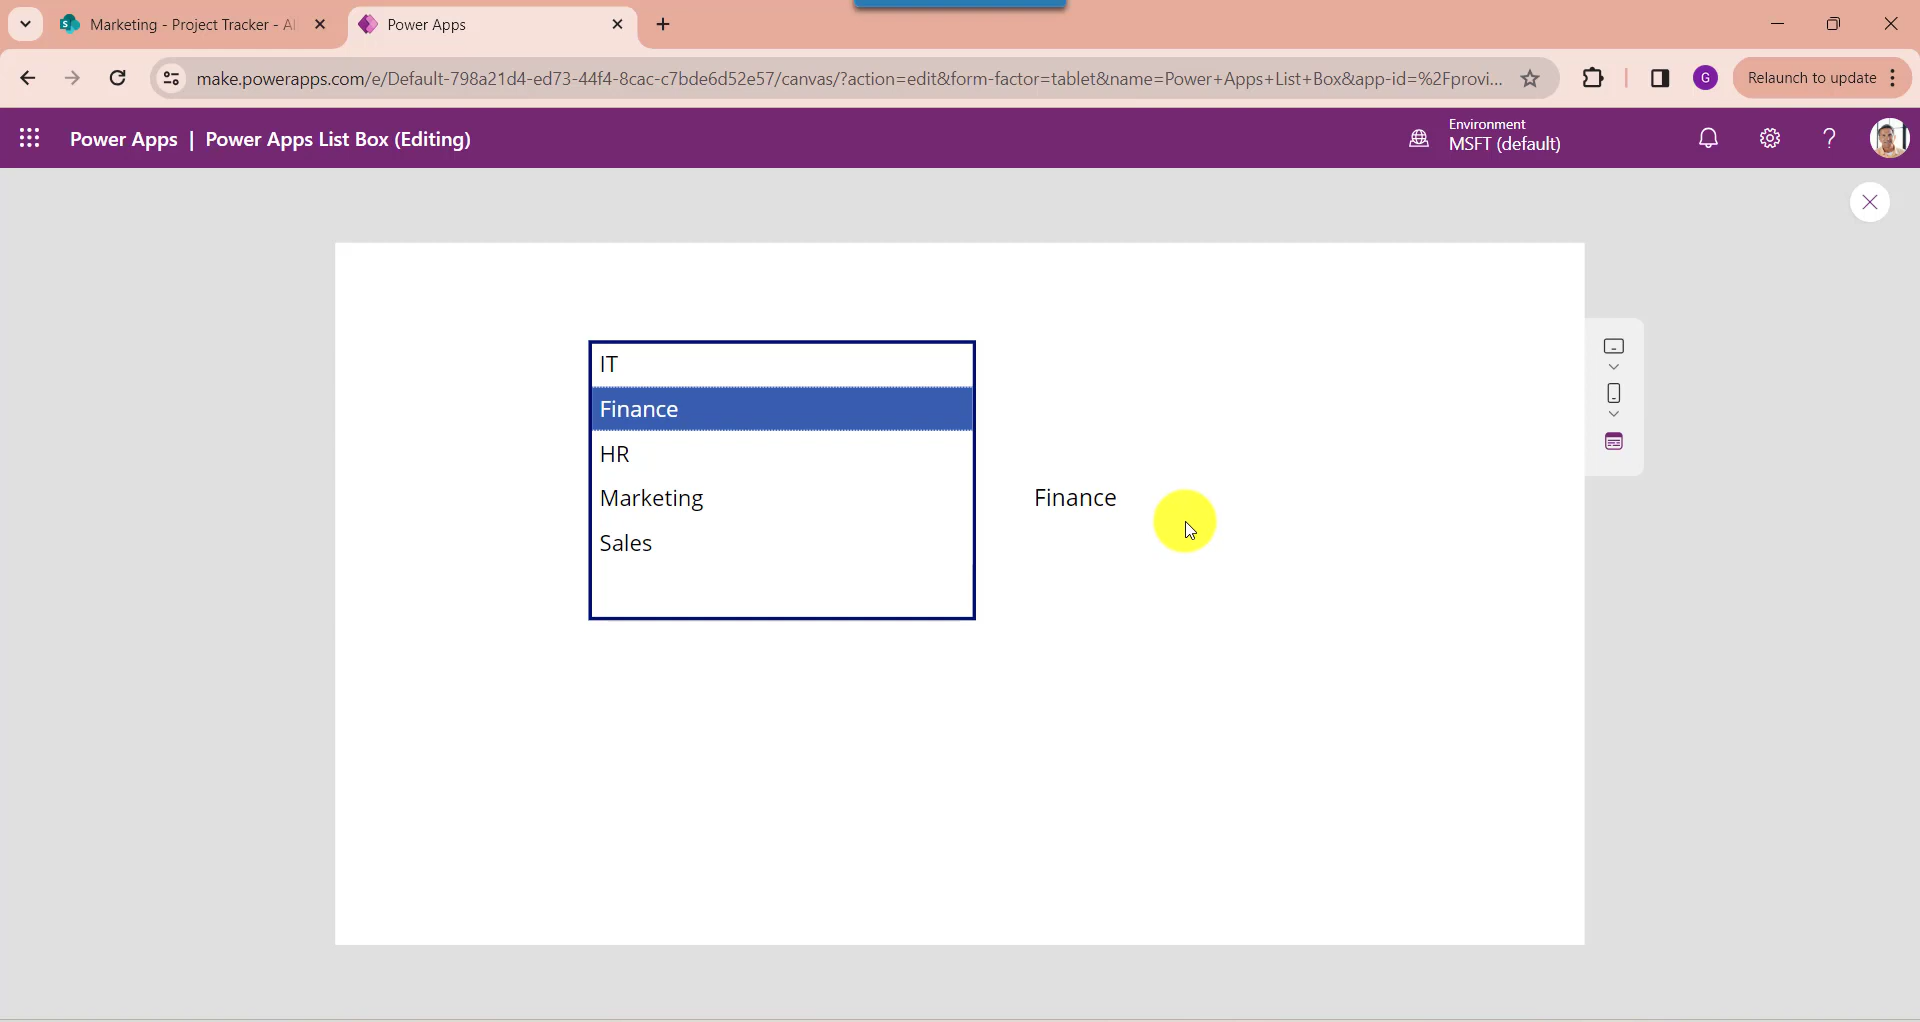 Marketing - Project Tracker - Al
Power Apps
make.powerapps.com/e/Default-798a21d4-ed73-44f4-8cac-c7bde6d52e57/canvas/?action=edit&form-factor=tablet&name=Power+Apps+List+Box&app-id=%2Fprovi...
G
Relaunch to update
Power Apps | Power Apps List Box (Editing)
Environment
MSFT (default)
?
IT
Finance
HR
Marketing
Finance
Sales